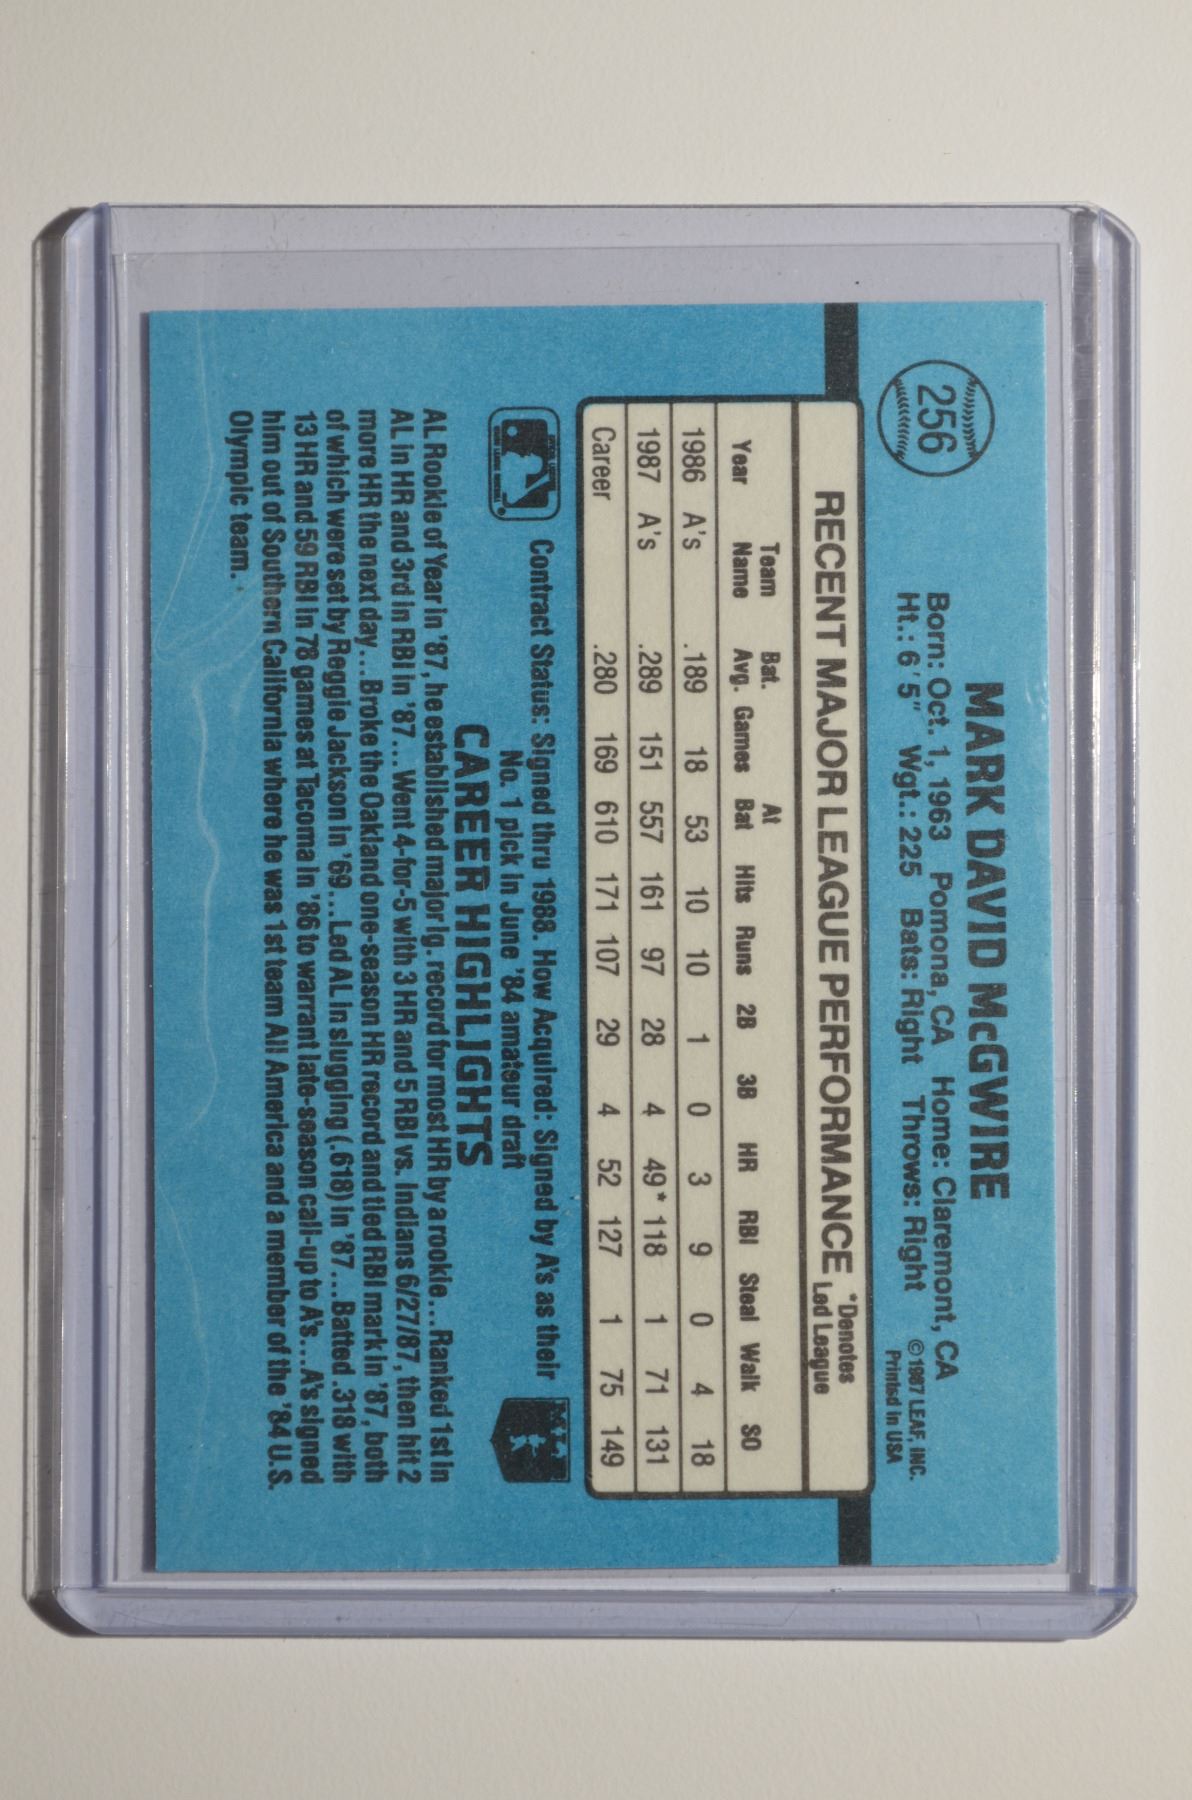 256
MARK DAVID McGWIRE
Born: Oct. 1, 1963 Pomona, CA Home: Claremont, CA
Ht.: 6'5" Wgt.: 225 Bats: Right Throws: Right
© 1987 LEAF, INC.
Printed in USA
RECENT MAJOR LEAGUE PERFORMANCE
*Denotes
Led League
Team Bat. At
Year Name Avg. Games Bat Hits Runs 2B 3B HR RBI Steal Walk SO
1986 A's .189 18 53 10 10 1 0 3 9 0 4 18
1987 A's .289 151 557 161 97 28 4 49* 118 1 71 131
Career .280 169 610 171 107 29 4 52 127 1 75 149
Contract Status: Signed thru 1988. How Acquired: Signed by A's as their
No. 1 pick in June '84 amateur draft
CAREER HIGHLIGHTS
AL Rookie of Year in '87, he established major lg. record for most HR by a rookie...Ranked 1st in
AL in HR and 3rd in RBI in '87...Went 4-for-5 with 3 HR and 5 RBI vs. Indians 6/27/87, then hit 2
more HR the next day...Broke the Oakland one-season HR record and tied RBI mark in '87, both
of which were set by Reggie Jackson in '69...Led AL in slugging (.618) in '87...Batted .318 with
13 HR and 59 RBI in 78 games at Tacoma in '86 to warrant late-season call-up to A's...A's signed
him out of Southern California where he was 1st team All America and a member of the '84 U.S.
Olympic team.